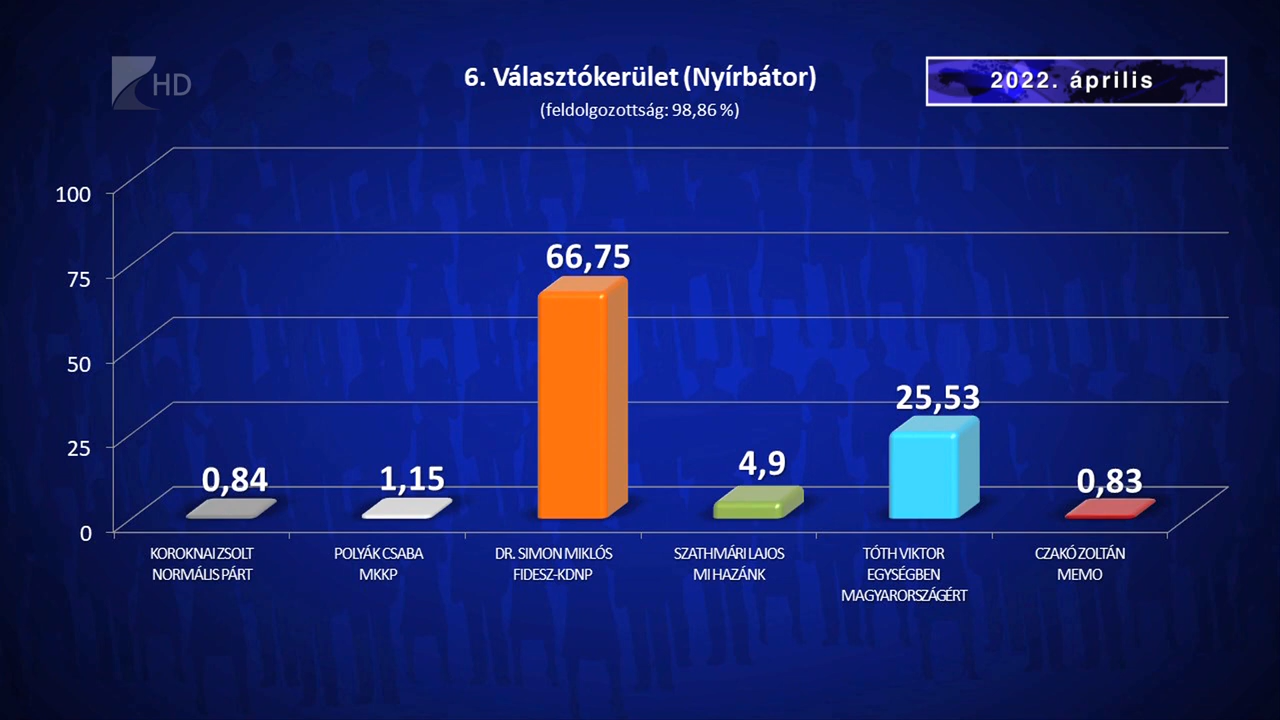 HD
6. Választókerület (Nyírbátor)
(feldolgozottság: 98,86 %)
2022. április
100
75
50
25
0
0,84
1,15
66,75
4,9
25,53
0,83
KOROKNAI ZSOLT
NORMÁLIS PÁRT
POLYÁK CSABA
MKKP
DR. SIMON MIKLÓS
FIDESZ-KDNP
SZATHMÁRI LAJOS
MI HAZÁNK
TÓTH VIKTOR
EGYSÉGBEN
MAGYARORSZÁGÉRT
CZAKÓ ZOLTÁN
MEMO